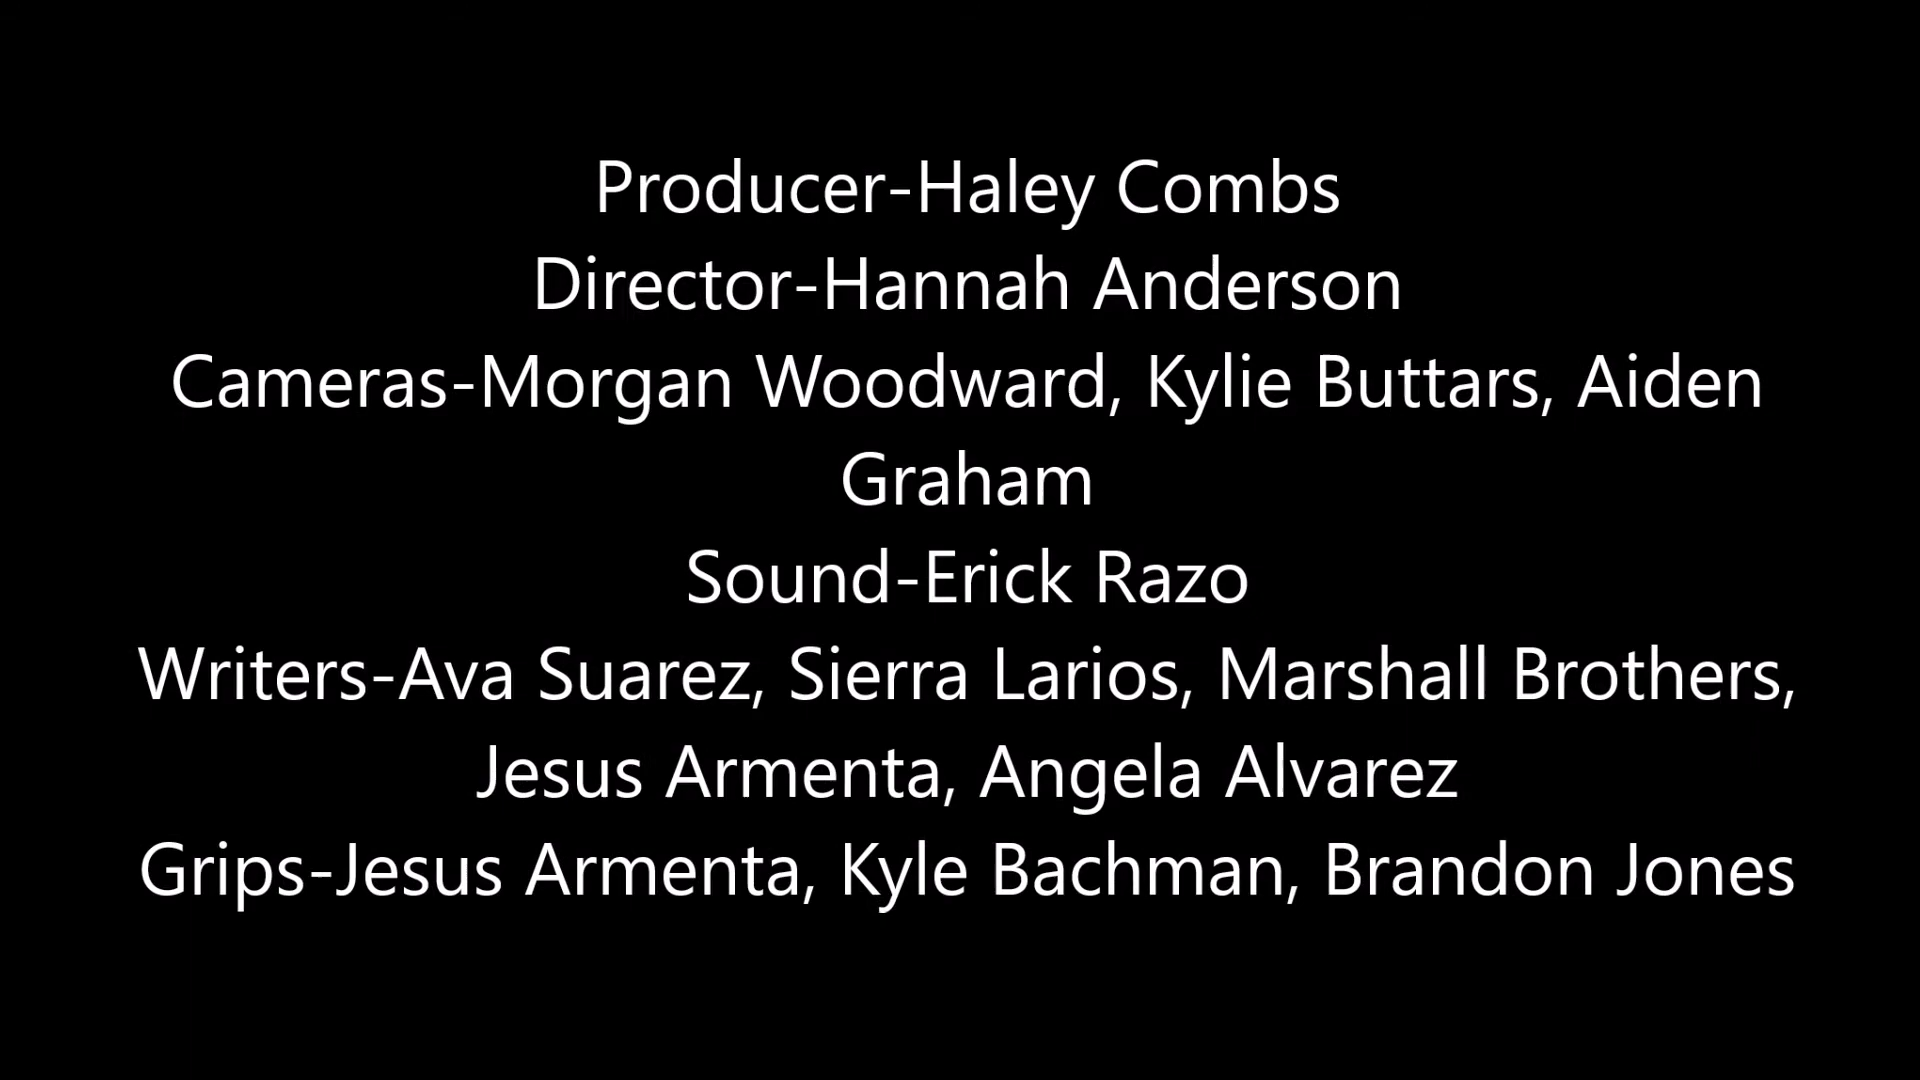 Producer-Haley Combs
Director-Hannah Anderson
Cameras-Morgan Woodward, Kylie Buttars, Aiden
Graham
Sound-Erick Razo
Writers-Ava Suarez, Sierra Larios, Marshall Brothers,
Jesus Armenta, Angela Alvarez
Grips-Jesus Armenta, Kyle Bachman, Brandon Jones